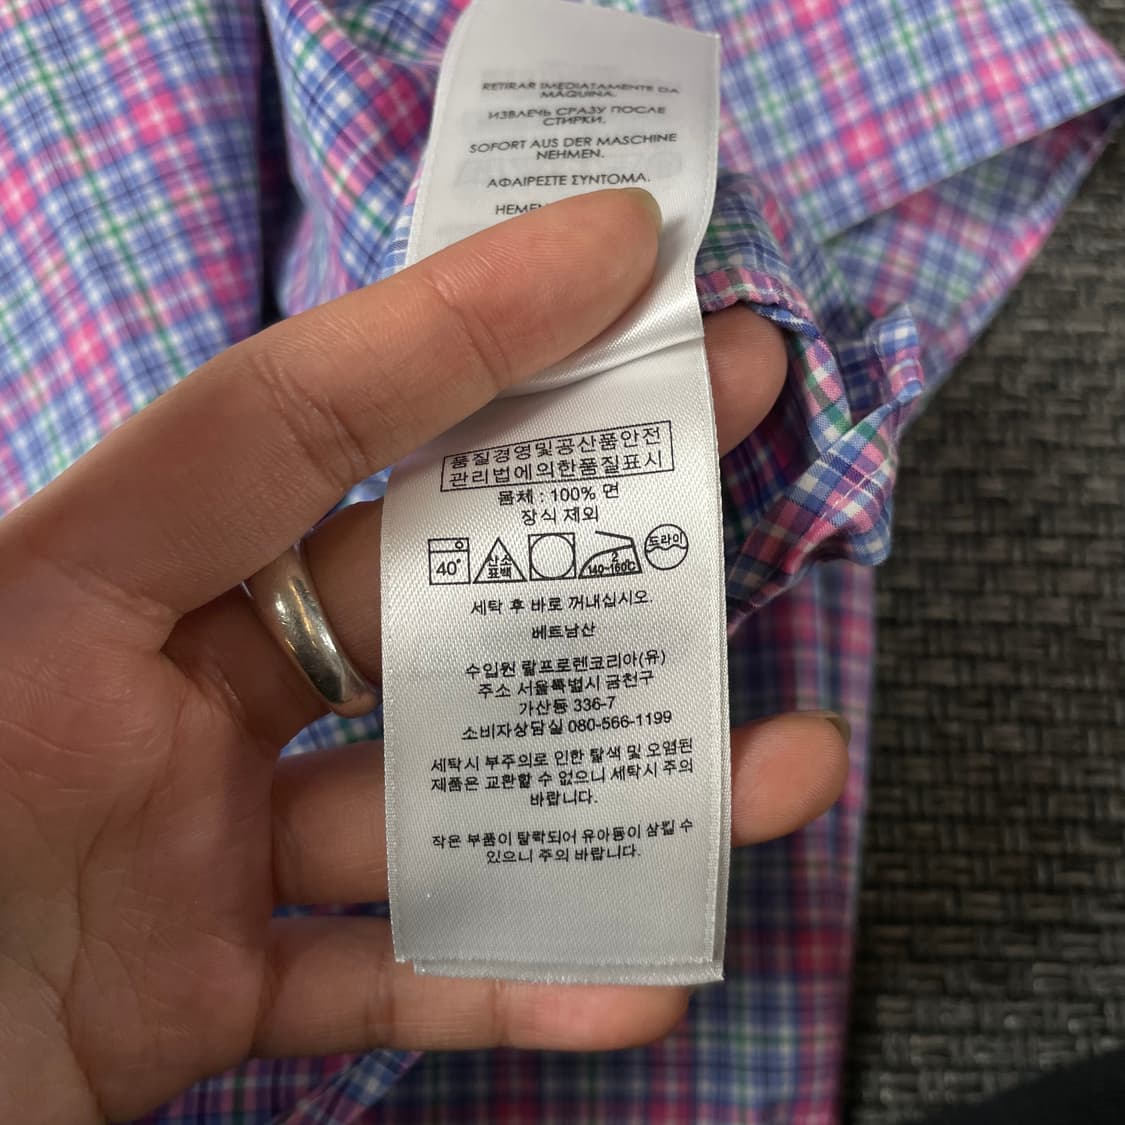 RETIRAR IMEDIATAMENTE DA
MÁQUINA.
ИЗВЛЕЧЬ СРАЗУ ПОСЛЕ
СТИРКИ.
SOFORT AUS DER MASCHINE
NEHMEN.
ΑΦΑΙΡΕΣΤΕ ΣΥΝΤΟΜΑ.
품질경영및공산품안전
관리법에의한품질표시
몸체 : 100% 면
장식 제외
40°
산소
표백
2
140~160℃
드라이
세탁 후 바로 꺼내십시오.
베트남산
수입원 랄프로렌코리아(유)
주소 서울특별시 금천구
가산동 336-7
소비자상담실 080-566-1199
세탁시 부주의로 인한 탈색 및 오염된
제품은 교환할 수 없으니 세탁시 주의
바랍니다.
작은 부품이 탈락되어 유아동이 삼킬 수
있으니 주의 바랍니다.